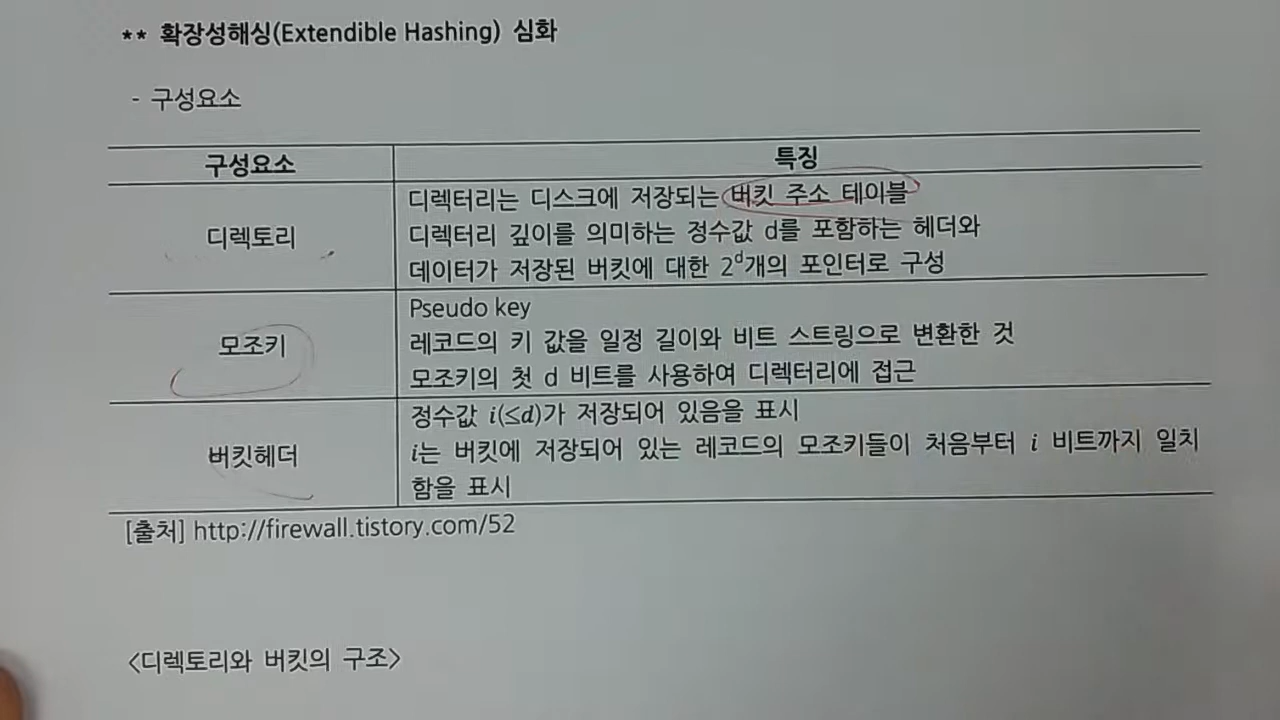 ** 확장성해싱(Extendible Hashing) 심화
- 구성요소
구성요소 특징
디렉토리
디렉터리는 디스크에 저장되는 버킷 주소 테이블
디렉터리 깊이를 의미하는 정수값 d를 포함하는 헤더와
데이터가 저장된 버킷에 대한 2ᵈ개의 포인터로 구성
모조키
Pseudo key
레코드의 키 값을 일정 길이와 비트 스트링으로 변환한 것
모조키의 첫 d 비트를 사용하여 디렉터리에 접근
버킷헤더
정수값 i(≤d)가 저장되어 있음을 표시
i는 버킷에 저장되어 있는 레코드의 모조키들이 처음부터 i 비트까지 일치
함을 표시
[출처] http://firewall.tistory.com/52
<디렉토리와 버킷의 구조>